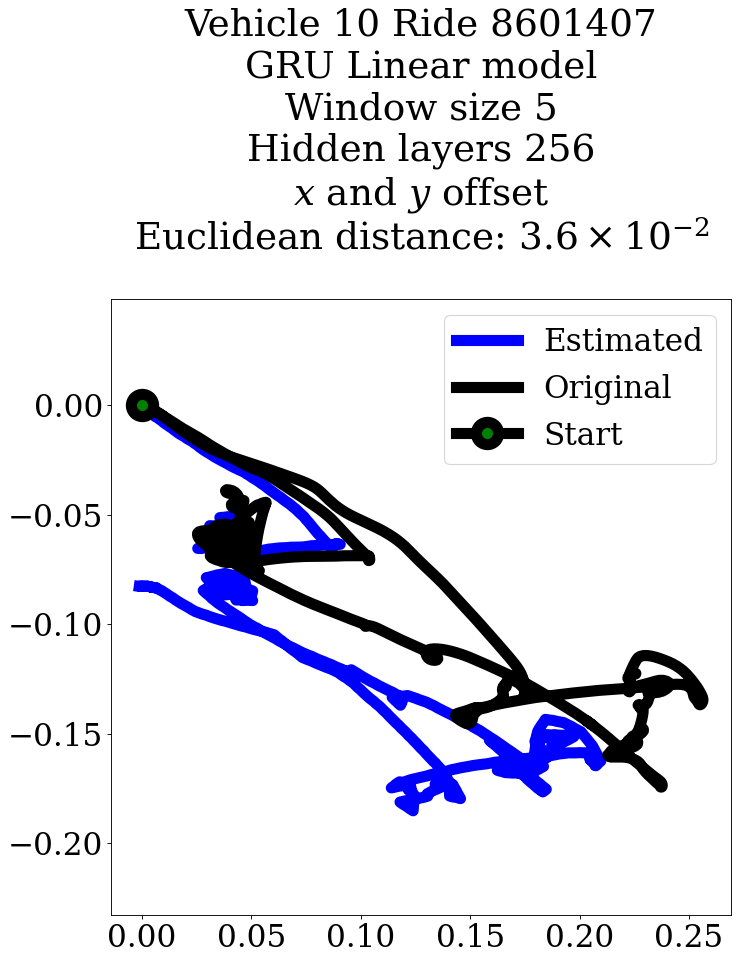 Vehicle 10 Ride 8601407
GRU Linear model
Window size 5
Hidden layers 256
x and y offset
Euclidean distance: 3.6 × 10⁻²
Estimated
Original
Start
0.00
−0.05
−0.10
−0.15
−0.20
0.00 0.05 0.10 0.15 0.20 0.25